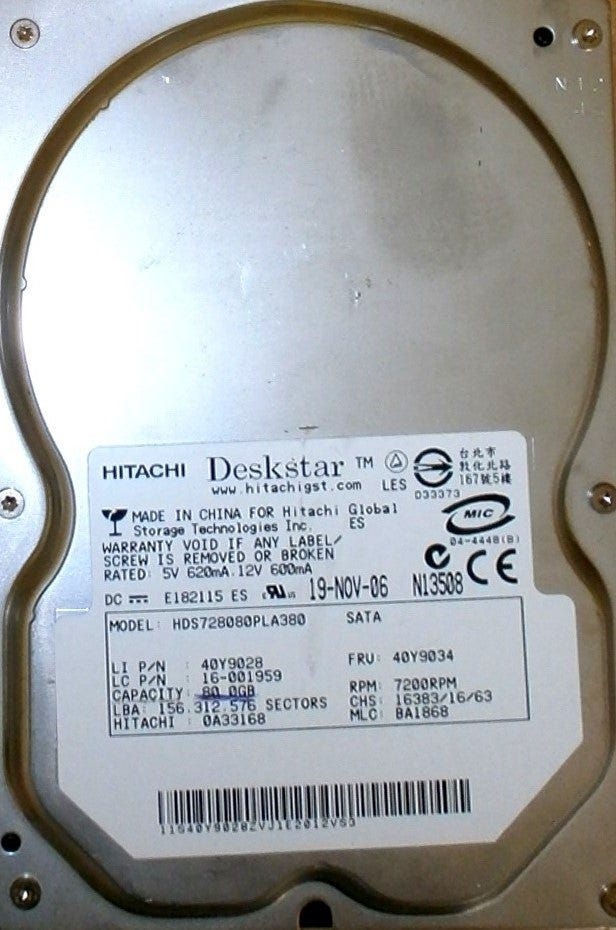 HITACHI Deskstar TM
www.hitachigst.com LES
D33373
台北市
敦化北路
167號5樓
MADE IN CHINA FOR Hitachi Global
Storage Technologies Inc. ES
MIC
04-4448(B)
WARRANTY VOID IF ANY LABEL/
SCREW IS REMOVED OR BROKEN
RATED: 5V 620mA,12V 600mA
DC E182115 ES 19-NOV-06 N13508 CE
MODEL: HDS728080PLA380 SATA
LI P/N : 40Y9028 FRU: 40Y9034
LC P/N : 16-001959
CAPACITY: 80.0GB RPM: 7200RPM
LBA: 156,312,576 SECTORS CHS: 16383/16/63
HITACHI : 0A33168 MLC: BA1868